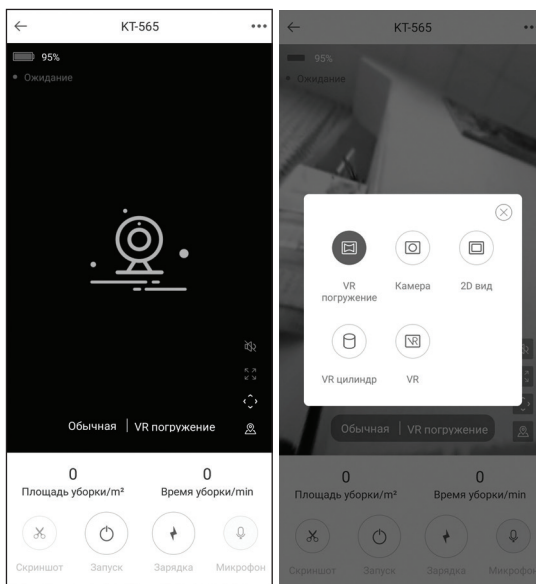 KT-565
95%
Ожидание
Обычная | VR погружение
0
0
Площадь уборки/m²
Время уборки/min
Скриншот
Запуск
Зарядка
Микрофон
KT-565
95%
Ожидание
VR
погружение
Камера
2D вид
VR цилиндр
VR
Обычная | VR погружение
0
0
Площадь уборки/m²
Время уборки/min
Скриншот
Запуск
Зарядка
Микрофон